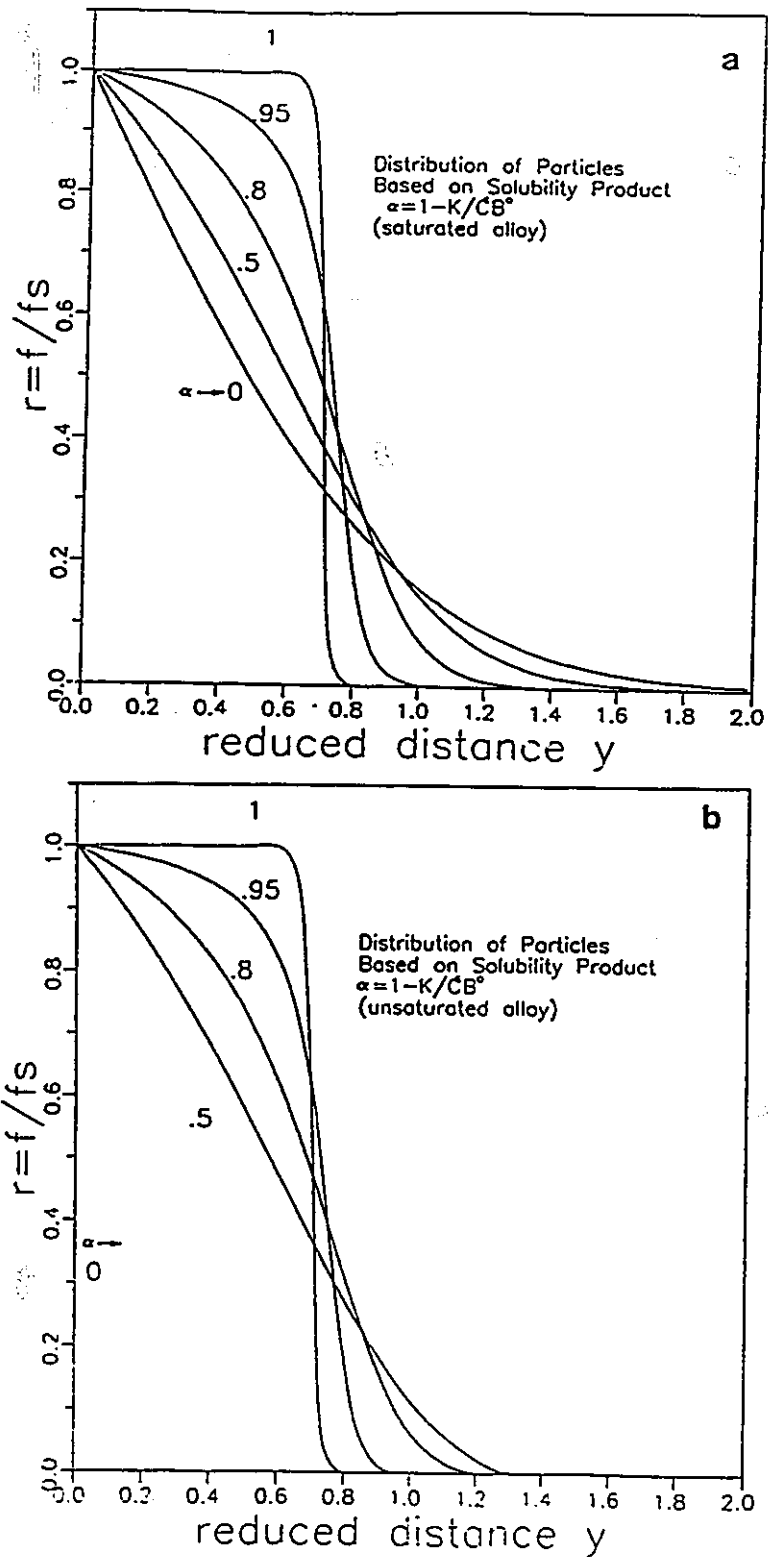 1
a
.95
Distribution of Particles
Based on Solubility Product
α=1-K/CB°
(saturated alloy)
.8
.5
α→0
r=f/fs
1.0
0.8
0.6
0.4
0.2
0.0
0.0 0.2 0.4 0.6 0.8 1.0 1.2 1.4 1.6 1.8 2.0
reduced distance y
1
b
.95
Distribution of Particles
Based on Solubility Product
α=1-K/CB°
(unsaturated alloy)
.8
.5
α→
0
r=f/fs
1.0
0.8
0.6
0.4
0.2
0.0
0.0 0.2 0.4 0.6 0.8 1.0 1.2 1.4 1.6 1.8 2.0
reduced distance y